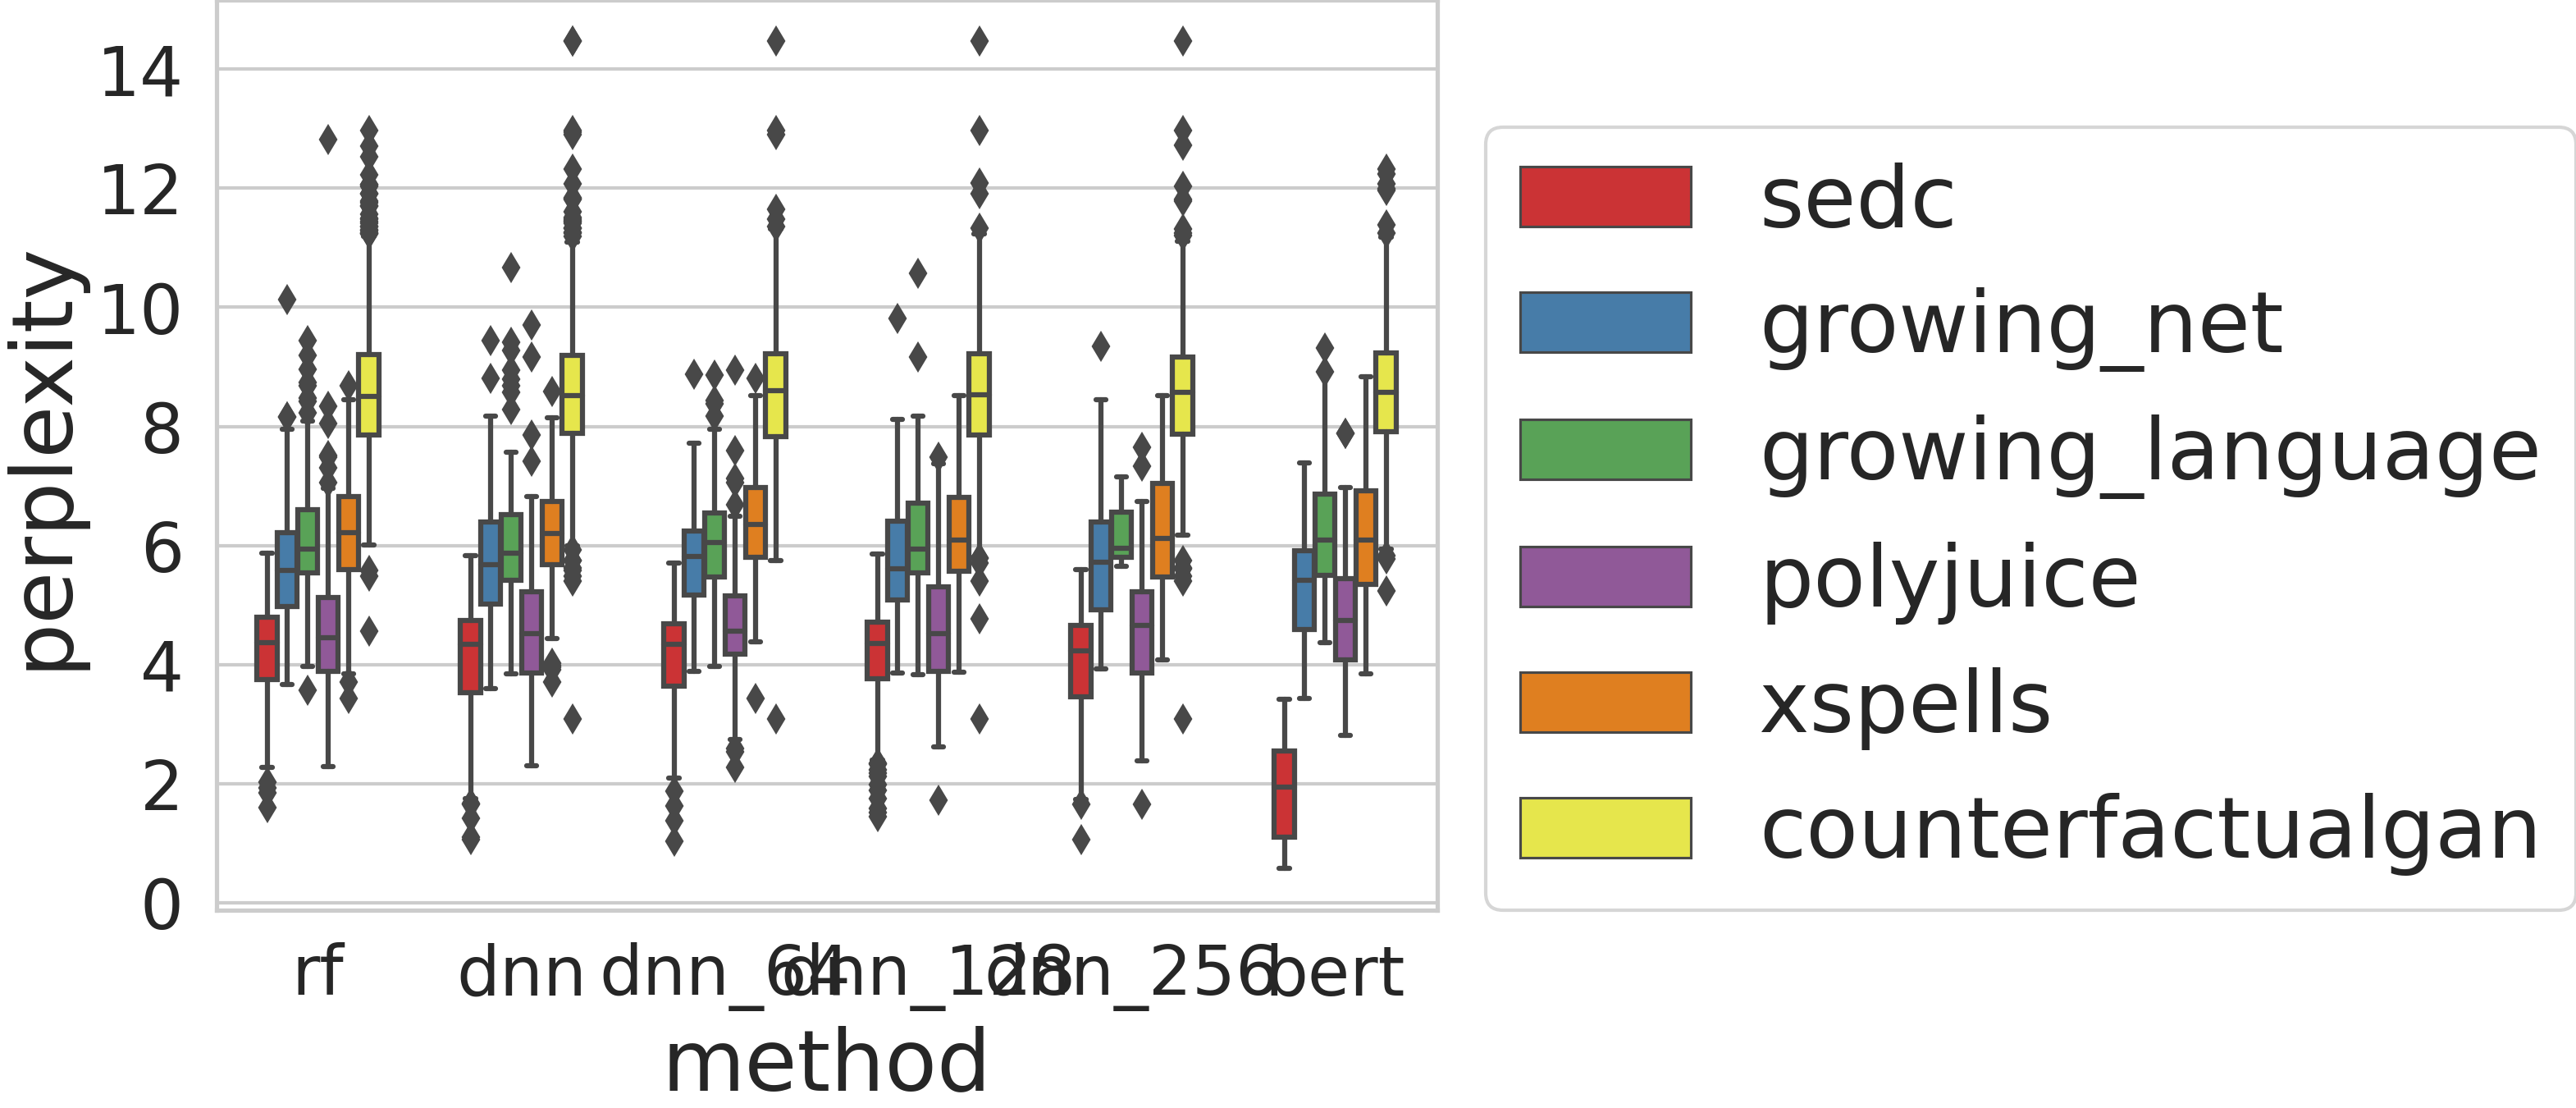 perplexity
14
12
10
8
6
4
2
0
rf dnn dnn_64 dnn_128 dnn_256 bert
method
sedc
growing_net
growing_language
polyjuice
xspells
counterfactualgan